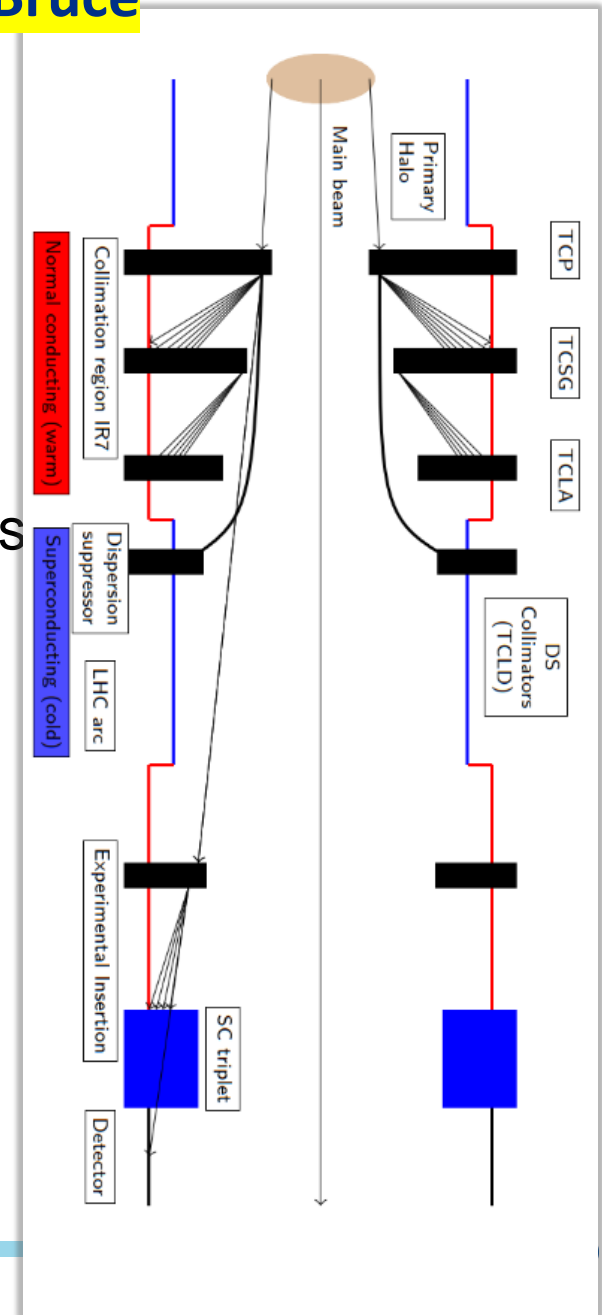 Bruce
Main beam
Primary
Halo
TCP
TCSG
TCLA
Collimation region IR7
Normal conducting (warm)
s
Dispersion
suppressor
Superconducting (cold)
LHC arc
DS
Collimators
(TCLD)
Experimental Insertion
SC triplet
Detector